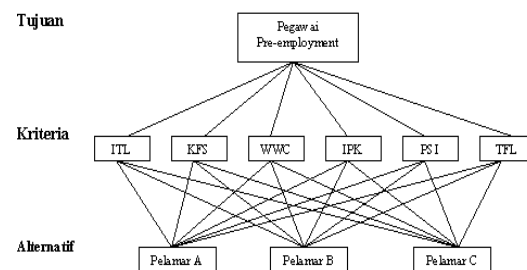 Tujuan
Pegawai
Pre-employment
Kriteria
ITL
KFS
WWC
IPK
PSI
TFL
Alternatif
Pelamar A
Pelamar B
Pelamar C